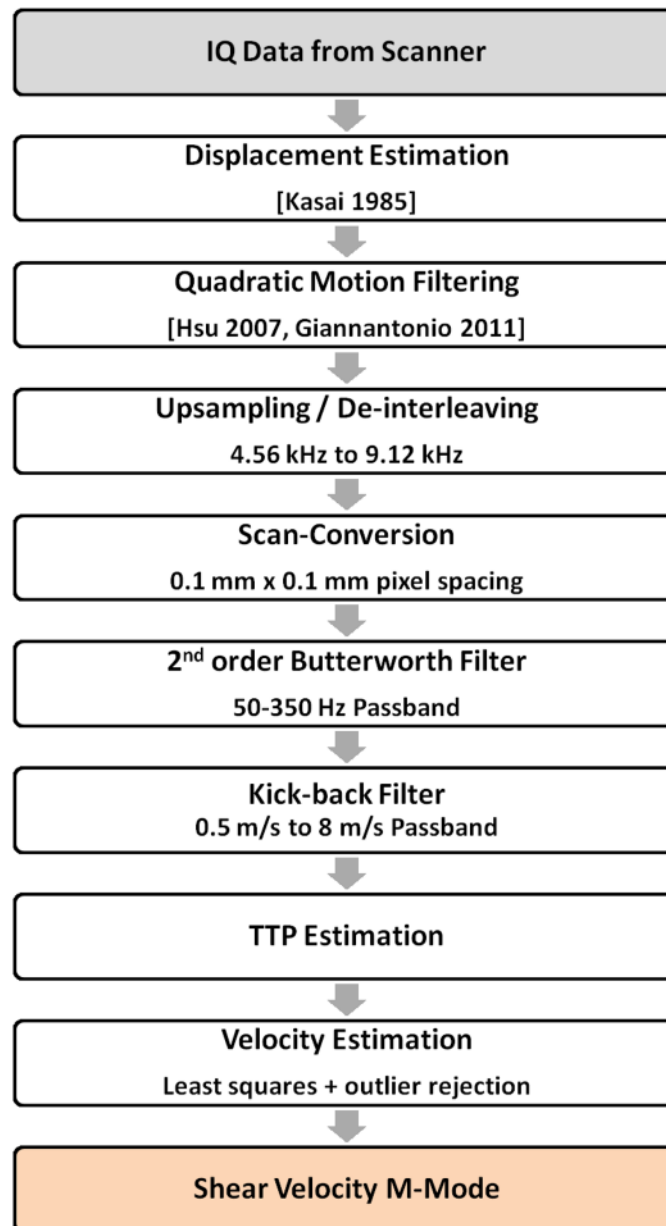 IQ Data from Scanner
Displacement Estimation
[Kasai 1985]
Quadratic Motion Filtering
[Hsu 2007, Giannantonio 2011]
Upsampling / De-interleaving
4.56 kHz to 9.12 kHz
Scan-Conversion
0.1 mm x 0.1 mm pixel spacing
2nd order Butterworth Filter
50-350 Hz Passband
Kick-back Filter
0.5 m/s to 8 m/s Passband
TTP Estimation
Velocity Estimation
Least squares + outlier rejection
Shear Velocity M-Mode